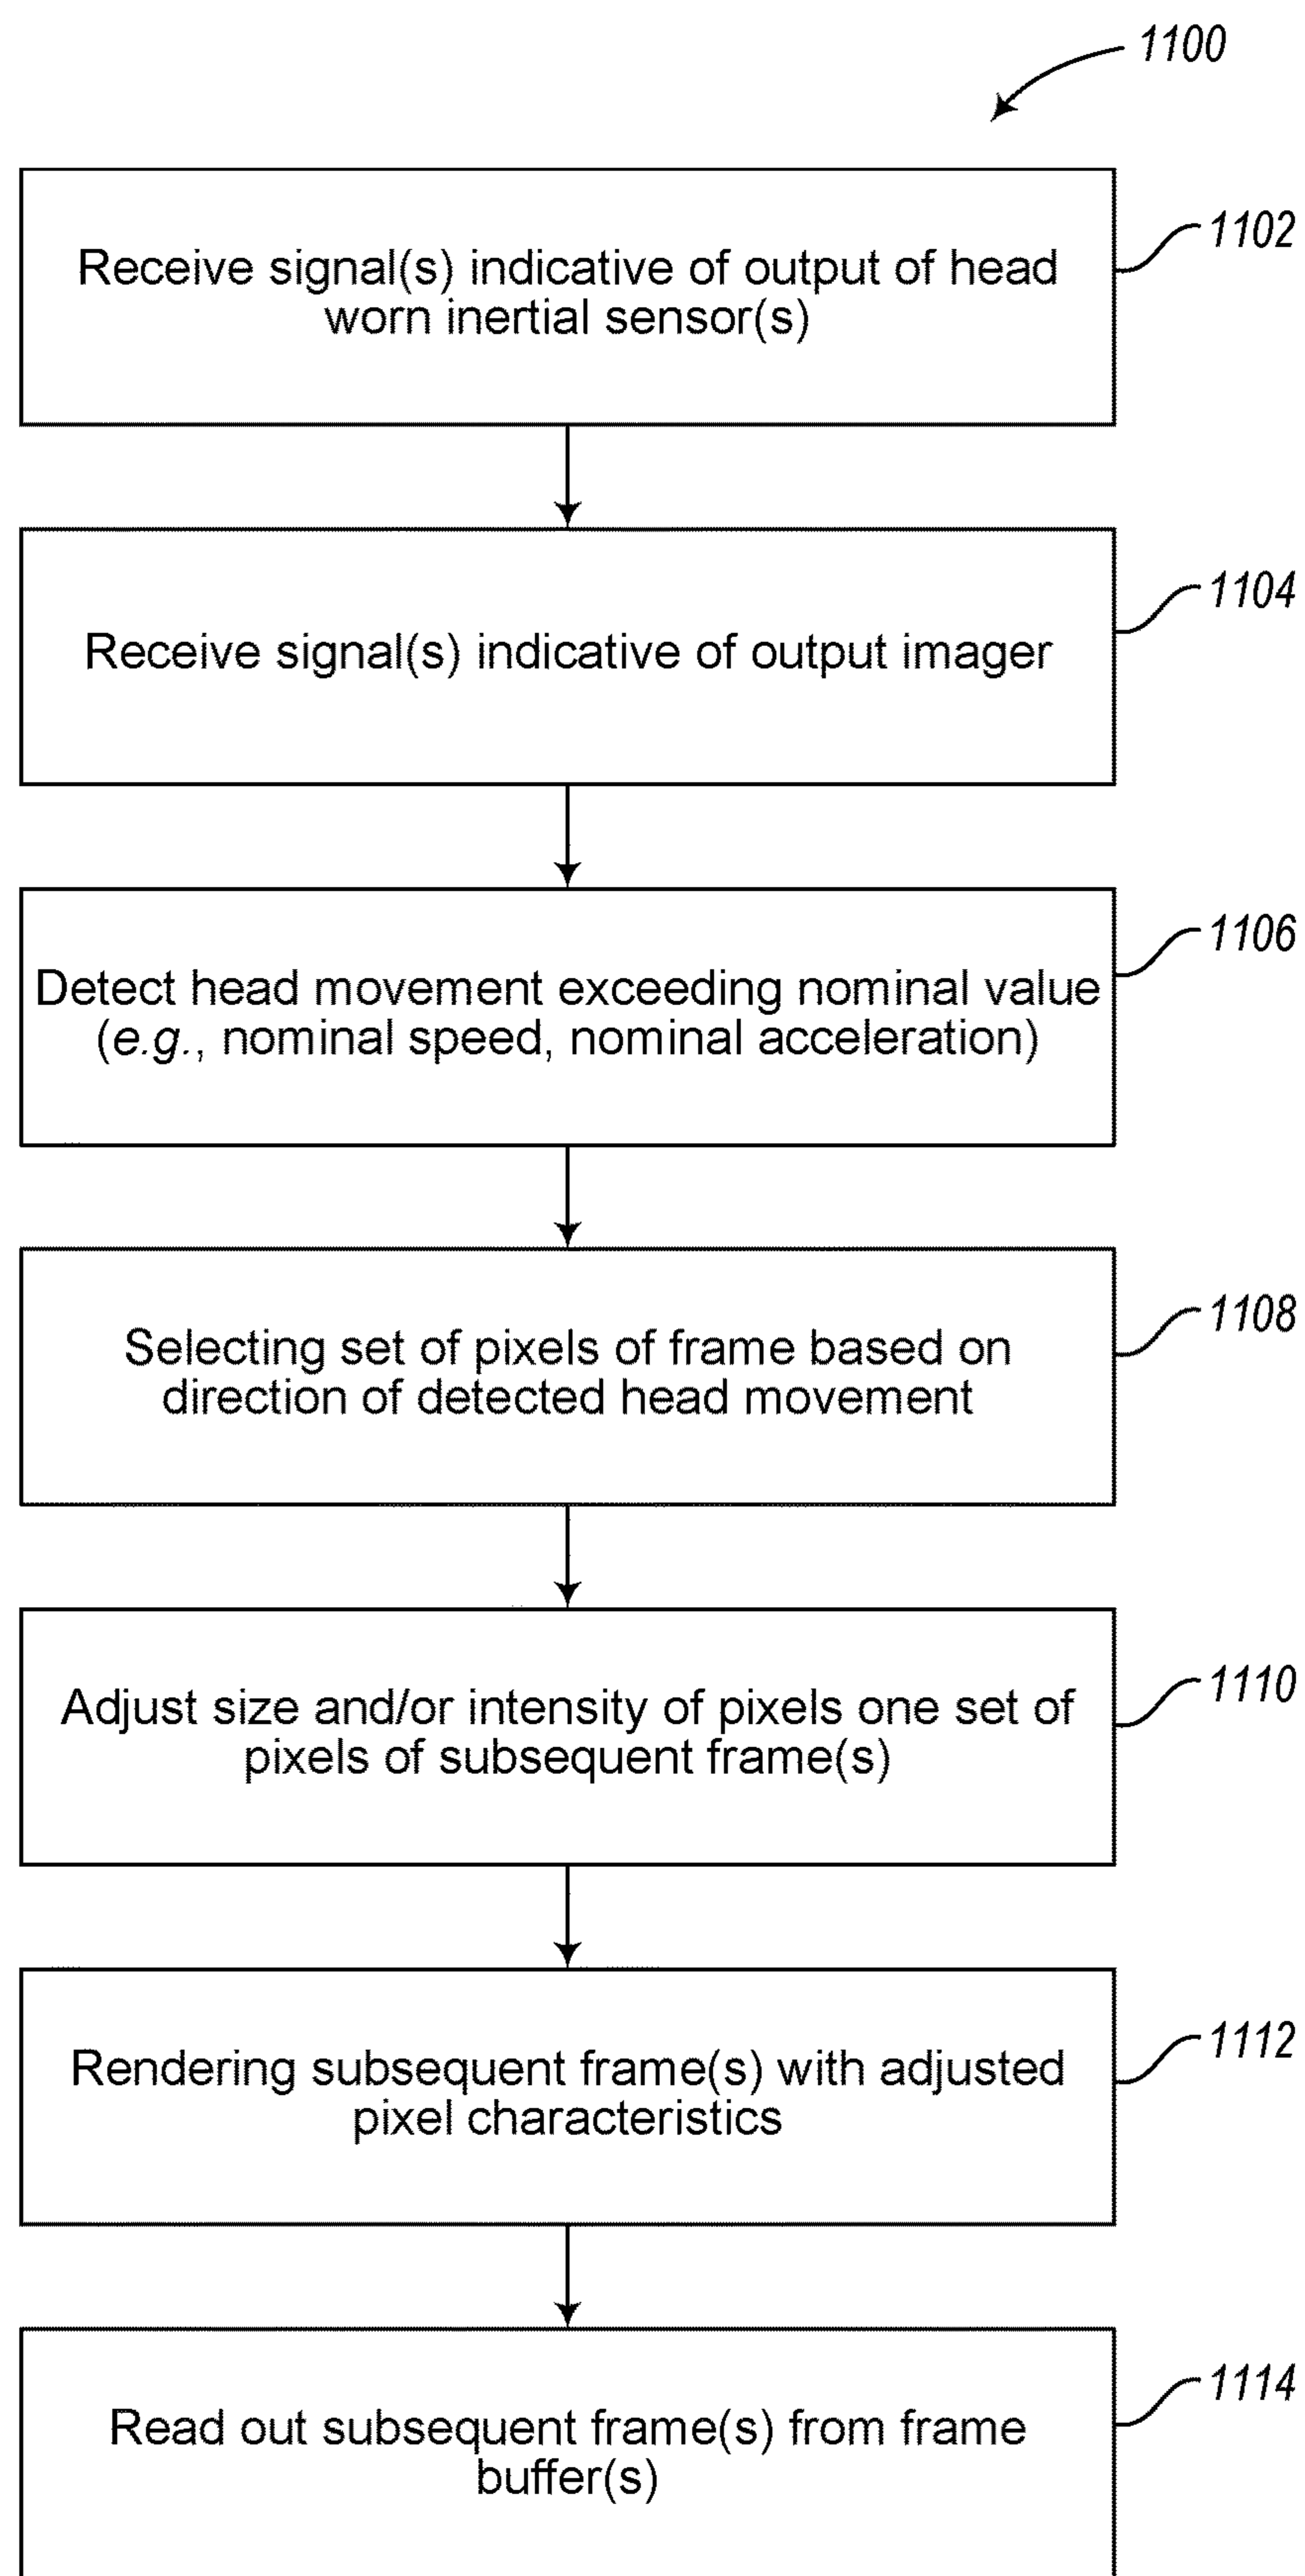 1100
Receive signal(s) indicative of output of head
worn inertial sensor(s)
1102
Receive signal(s) indicative of output imager
1104
Detect head movement exceeding nominal value
(e.g., nominal speed, nominal acceleration)
1106
Selecting set of pixels of frame based on
direction of detected head movement
1108
Adjust size and/or intensity of pixels one set of
pixels of subsequent frame(s)
1110
Rendering subsequent frame(s) with adjusted
pixel characteristics
1112
Read out subsequent frame(s) from frame
buffer(s)
1114